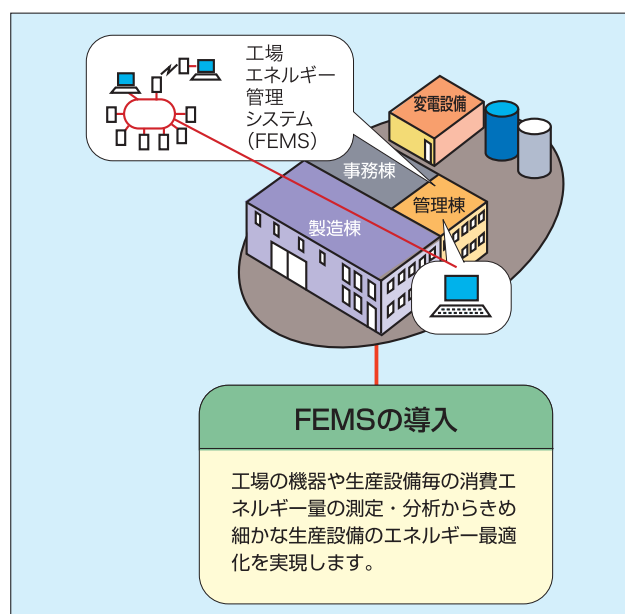 工場
エネルギー
管理
システム
(FEMS)
変電設備
事務棟
管理棟
製造棟
FEMSの導入
工場の機器や生産設備毎の消費エ
ネルギー量の測定・分析からきめ
細かな生産設備のエネルギー最適
化を実現します。